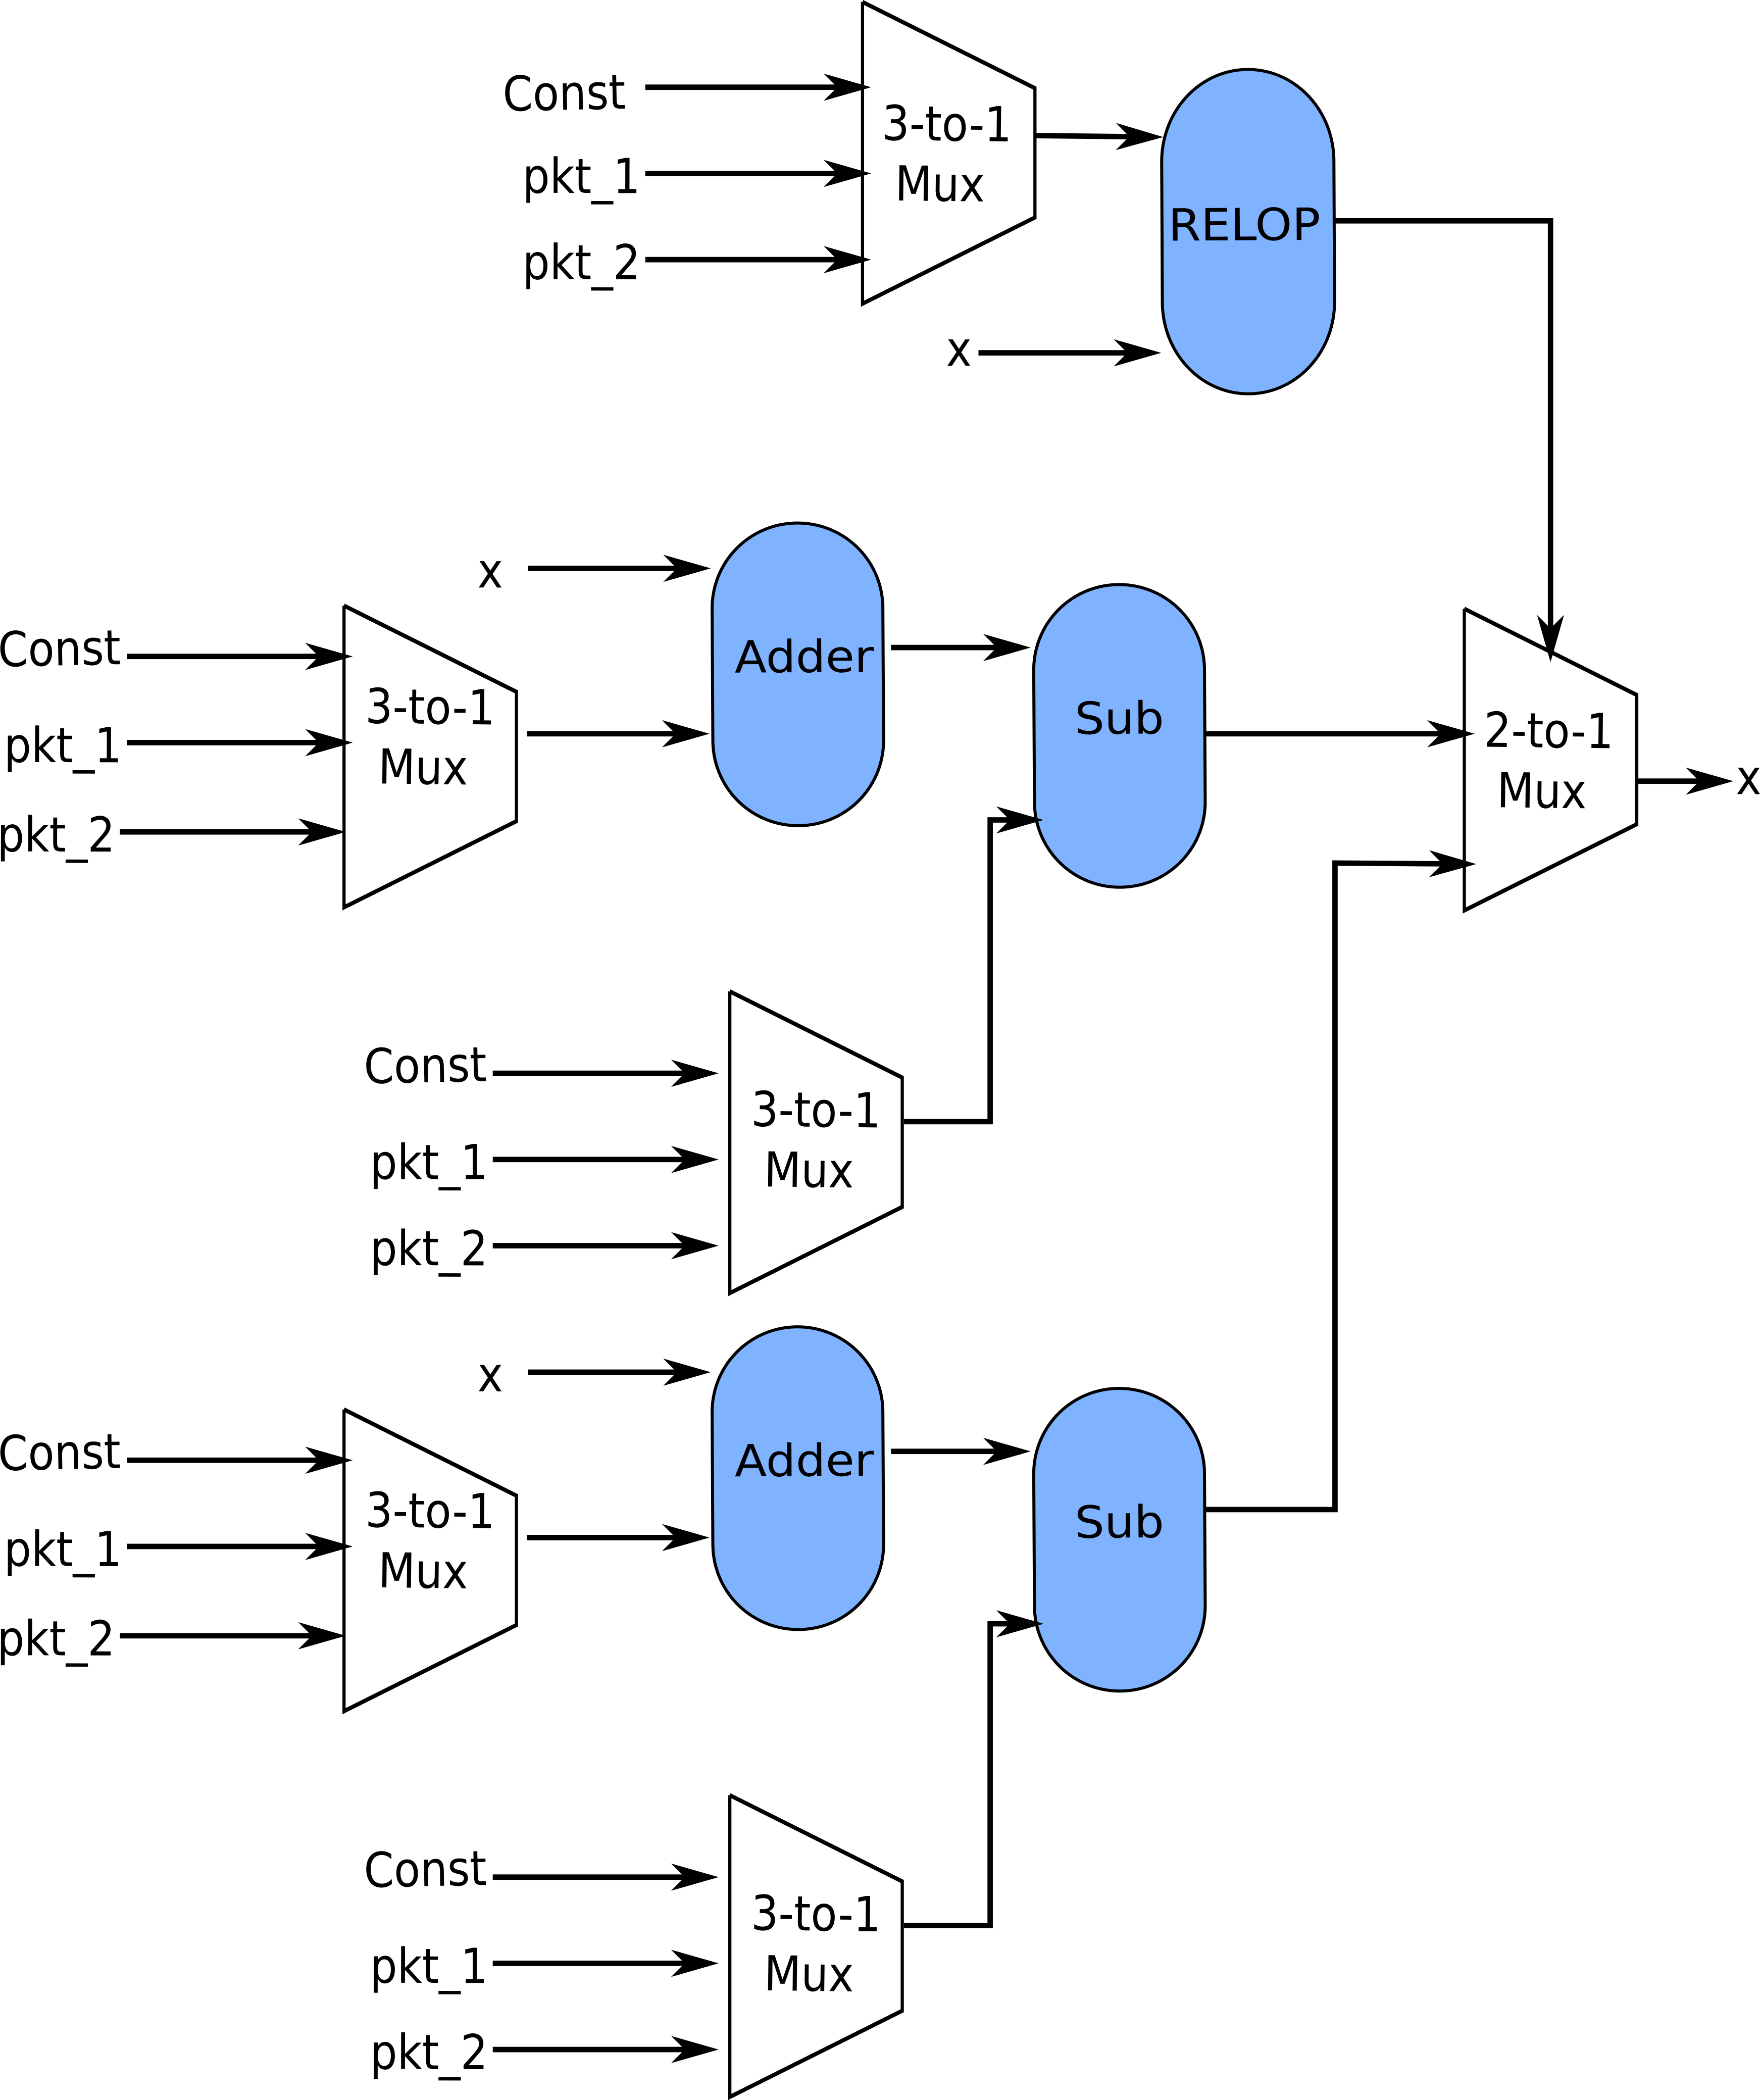 Const
pkt_1
pkt_2
3-to-1
Mux
RELOP
x
x
Const
pkt_1
pkt_2
3-to-1
Mux
Adder
Sub
2-to-1
Mux
x
Const
pkt_1
pkt_2
3-to-1
Mux
x
Const
pkt_1
pkt_2
3-to-1
Mux
Adder
Sub
Const
pkt_1
pkt_2
3-to-1
Mux